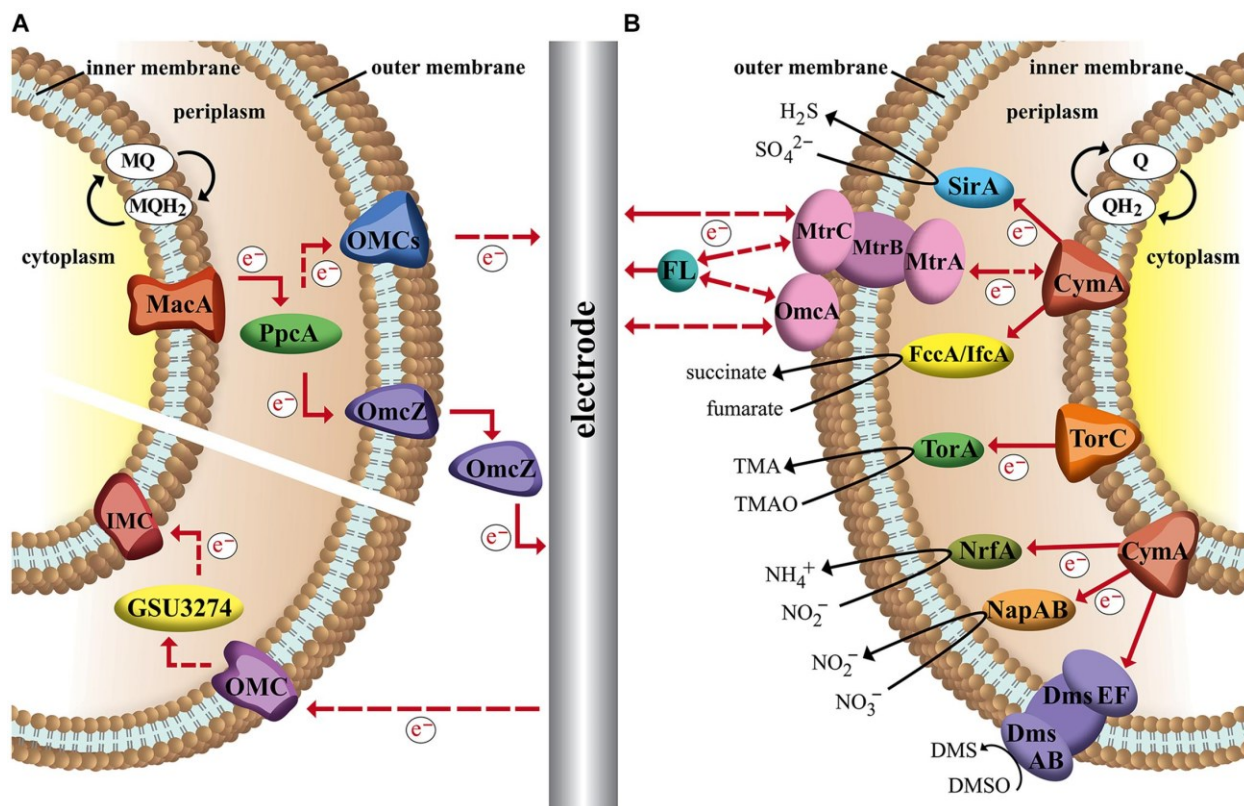 A
inner membrane
outer membrane
periplasm
MQ
MQH₂
cytoplasm
OMCs
e⁻
e⁻
e⁻
MacA
PpcA
e⁻
OmcZ
OmcZ
e⁻
IMC
e⁻
GSU3274
OMC
e⁻
electrode
B
outer membrane
inner membrane
periplasm
H₂S
SO₄²⁻
SirA
Q
QH₂
e⁻
e⁻
MtrC
MtrB
MtrA
FL
e⁻
CymA
cytoplasm
OmcA
FccA/IfcA
succinate
fumarate
TorC
TorA
e⁻
TMA
TMAO
NrfA
CymA
e⁻
NH₄⁺
NO₂⁻
NapAB
e⁻
NO₂⁻
NO₃⁻
Dms EF
Dms
AB
DMS
DMSO